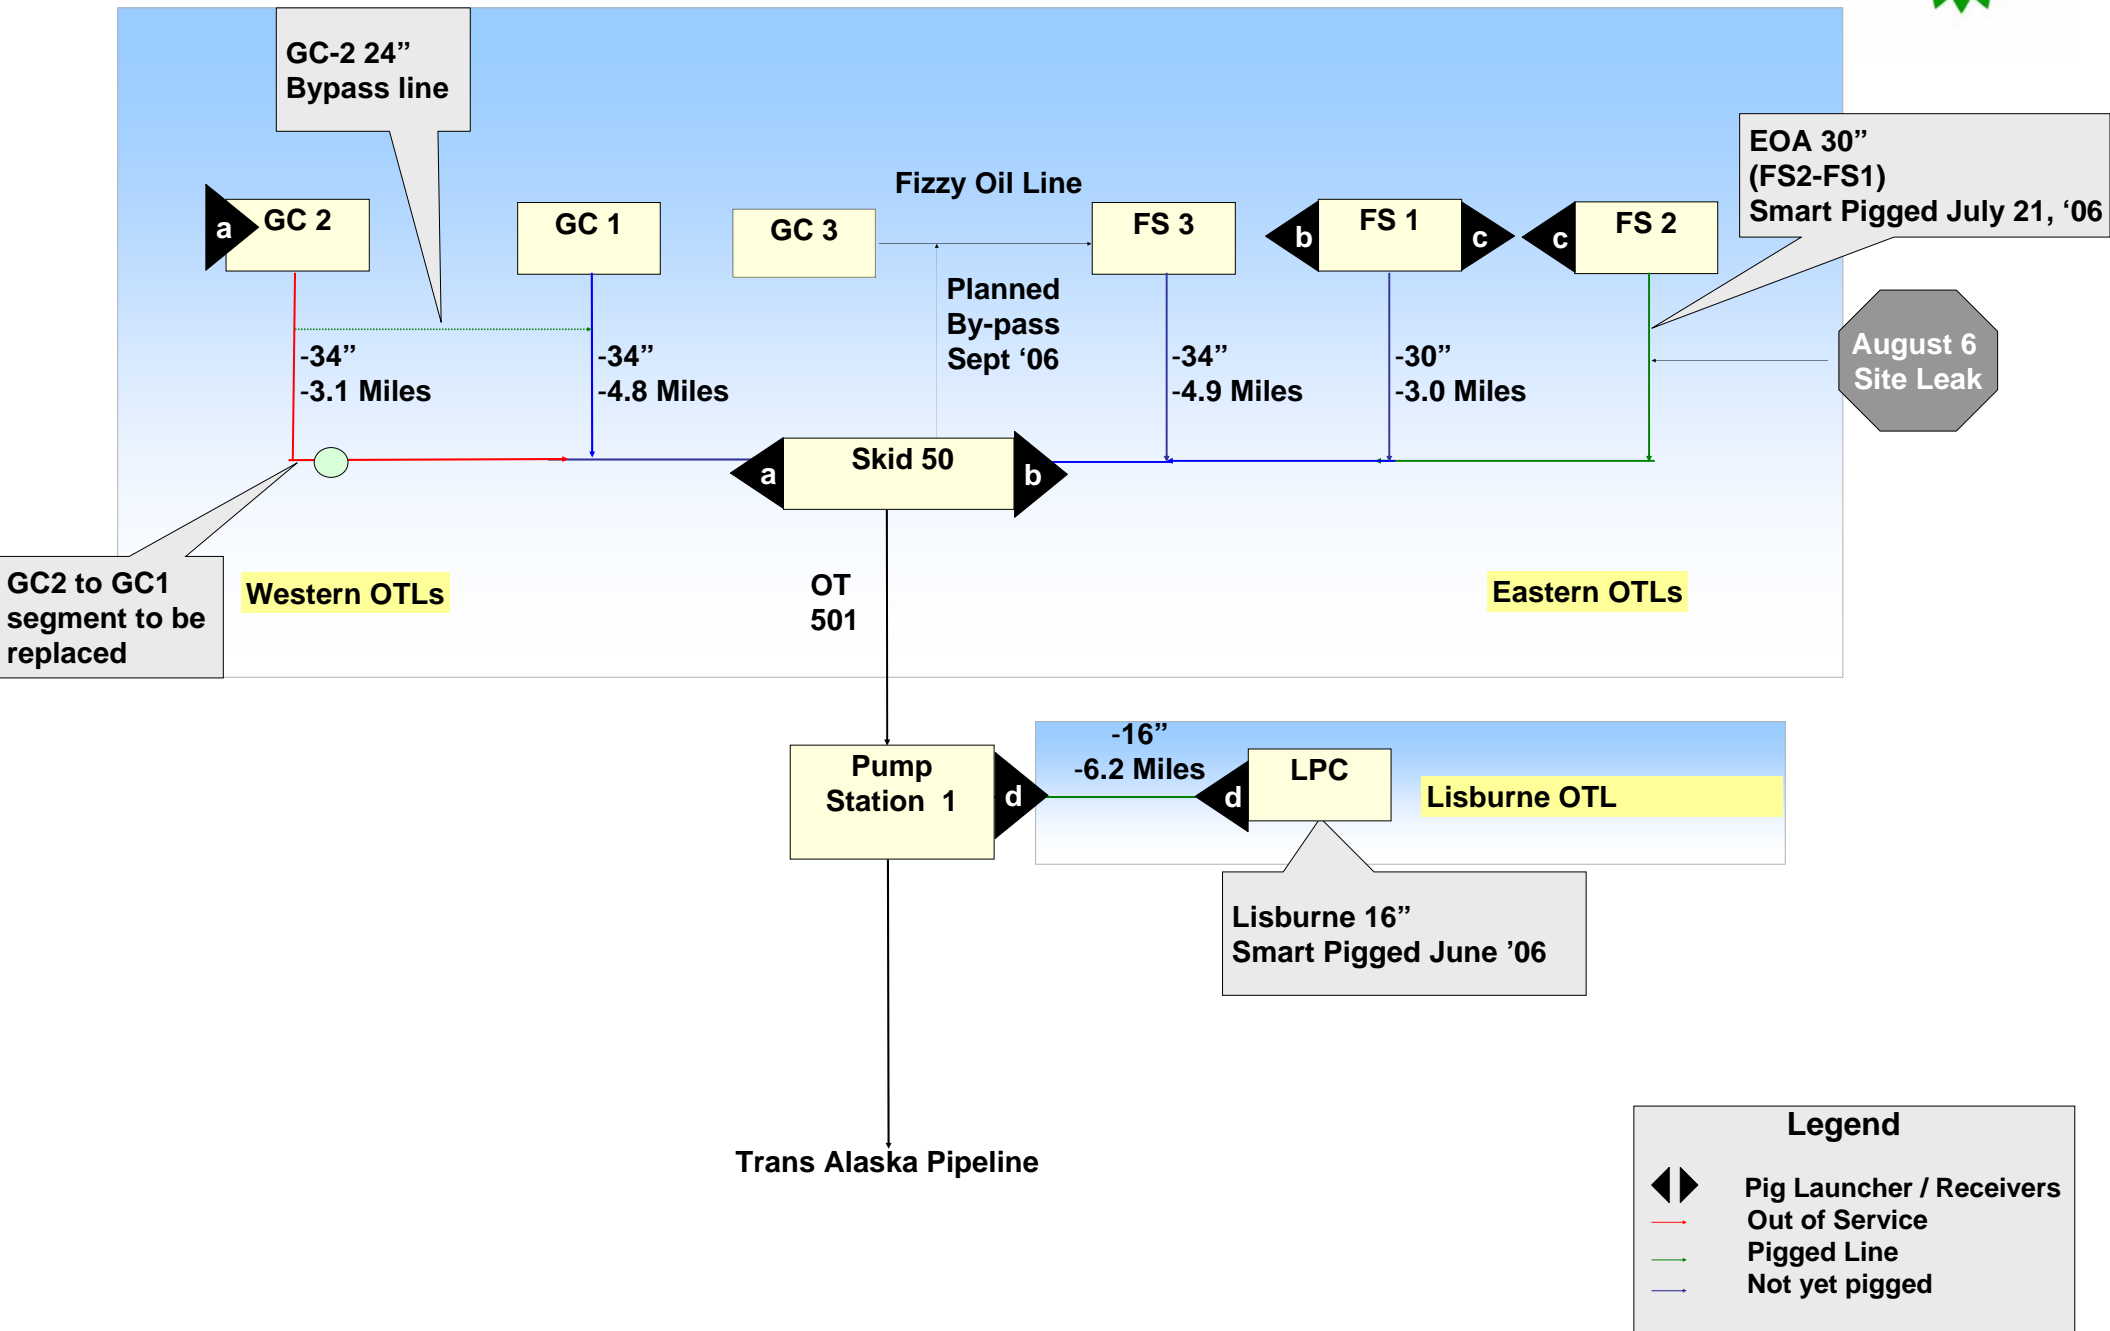 GC-2 24”
Bypass line
EOA 30”
(FS2-FS1)
Smart Pigged July 21, ‘06
Fizzy Oil Line
a
GC 2
GC 1
GC 3
FS 3
b
FS 1
c
c
FS 2
Planned
By-pass
Sept ‘06
August 6
Site Leak
-34”
-3.1 Miles
-34”
-4.8 Miles
-34”
-4.9 Miles
-30”
-3.0 Miles
a
Skid 50
b
GC2 to GC1
segment to be
replaced
Western OTLs
OT
501
Eastern OTLs
-16”
-6.2 Miles
Pump
Station 1
d
d
LPC
Lisburne OTL
Lisburne 16”
Smart Pigged June ’06
Trans Alaska Pipeline
Legend
Pig Launcher / Receivers
Out of Service
Pigged Line
Not yet pigged